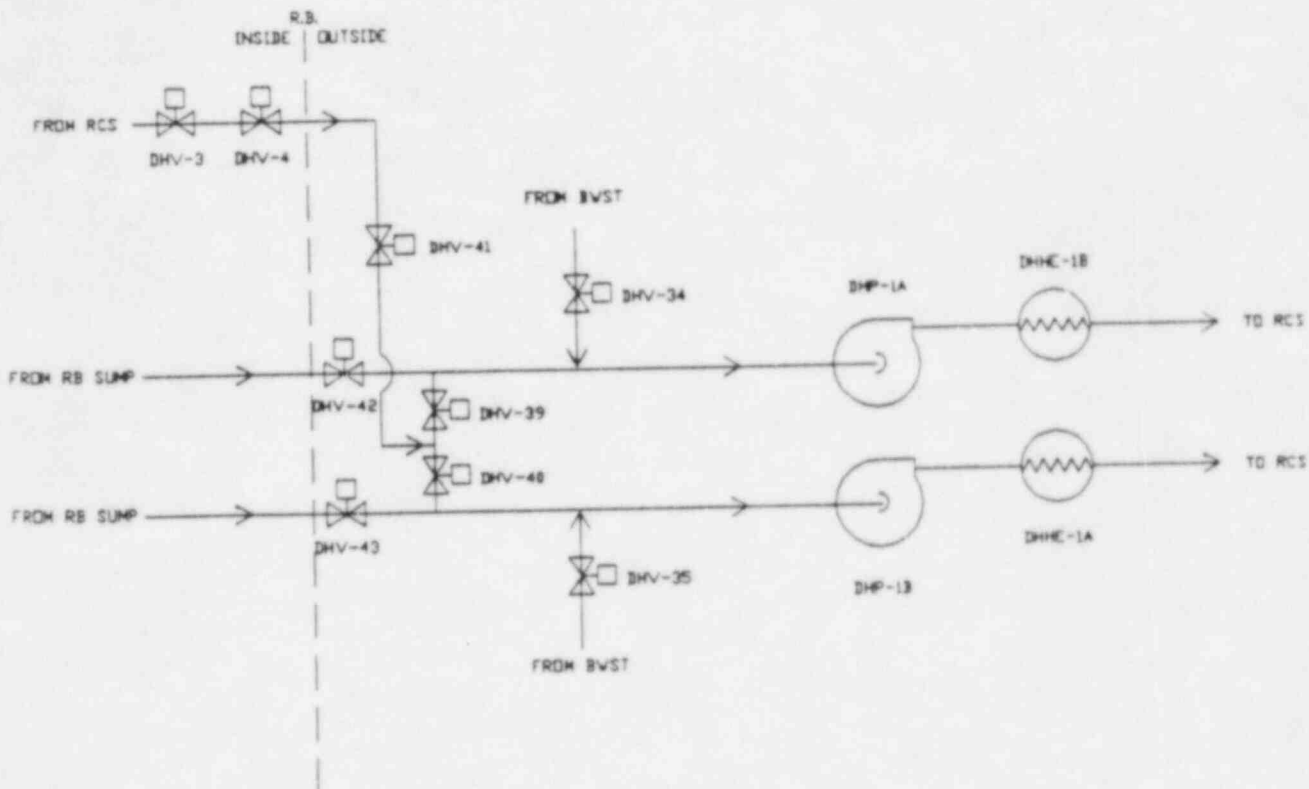 R.B.
INSIDE OUTSIDE
FROM RCS
DHV-3
DHV-4
DHV-41
FROM BWST
DHV-34
DHP-1A
DHHE-1B
TO RCS
FROM RB SUMP
DHV-42
DHV-39
DHV-40
DHHE-1A
TO RCS
FROM RB SUMP
DHV-43
DHV-35
DHP-1B
FROM BWST